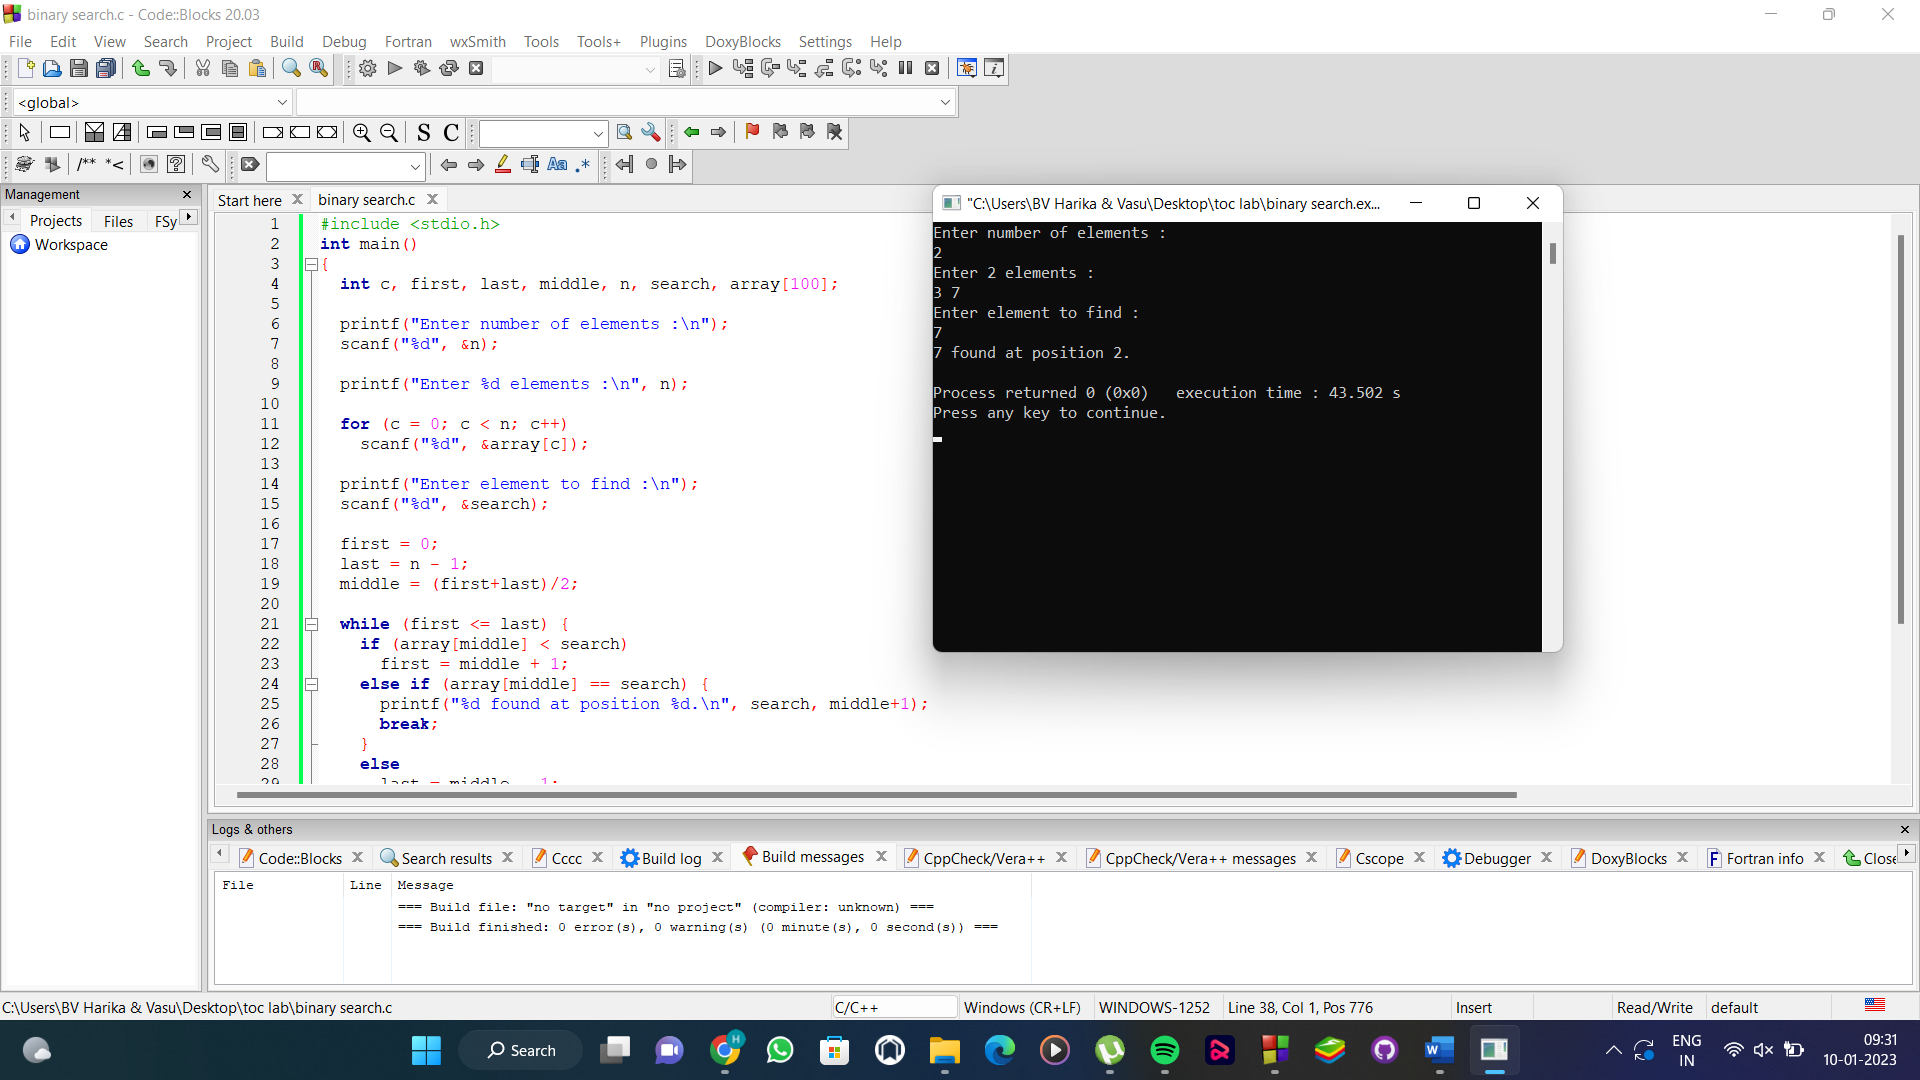 binary search.c - Code::Blocks 20.03
File Edit View Search Project Build Debug Fortran wxSmith Tools Tools+ Plugins DoxyBlocks Settings Help
<global>
S C
/** *<
Aa .*
Management
Projects Files FSy
Workspace
Start here binary search.c
1 #include <stdio.h>
2 int main()
3 {
4 int c, first, last, middle, n, search, array[100];
5
6 printf("Enter number of elements :\n");
7 scanf("%d", &n);
8
9 printf("Enter %d elements :\n", n);
10
11 for (c = 0; c < n; c++)
12 scanf("%d", &array[c]);
13
14 printf("Enter element to find :\n");
15 scanf("%d", &search);
16
17 first = 0;
18 last = n - 1;
19 middle = (first+last)/2;
20
21 while (first <= last) {
22 if (array[middle] < search)
23 first = middle + 1;
24 else if (array[middle] == search) {
25 printf("%d found at position %d.\n", search, middle+1);
26 break;
27 }
28 else
29 last = middle - 1;
"C:\Users\BV Harika & Vasu\Desktop\toc lab\binary search.ex...
Enter number of elements :
2
Enter 2 elements :
3 7
Enter element to find :
7
7 found at position 2.
Process returned 0 (0x0) execution time : 43.502 s
Press any key to continue.
Logs & others
Code::Blocks Search results Cccc Build log Build messages CppCheck/Vera++ CppCheck/Vera++ messages Cscope Debugger DoxyBlocks Fortran info Close
File Line Message
=== Build file: "no target" in "no project" (compiler: unknown) ===
=== Build finished: 0 error(s), 0 warning(s) (0 minute(s), 0 second(s)) ===
C:\Users\BV Harika & Vasu\Desktop\toc lab\binary search.c C/C++ Windows (CR+LF) WINDOWS-1252 Line 38, Col 1, Pos 776 Insert Read/Write default
Search
H
ENG
IN
09:31
10-01-2023